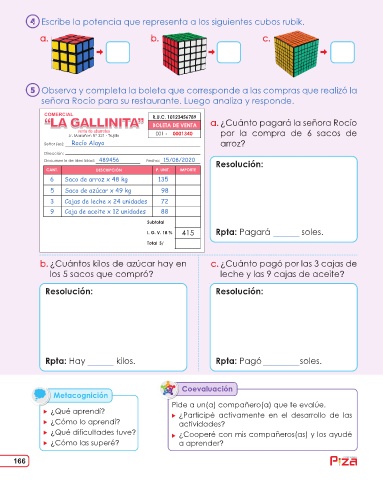 4 Escribe la potencia que representa a los siguientes cubos rubik.
a. b. c.
5 Observa y completa la boleta que corresponde a las compras que realizó la
señora Rocío para su restaurante. Luego analiza y responde.
COMERCIAL
"LA GALLINITA"
Venta de abarrotes
Jr. Marañón N° 321 - Trujillo
R.U.C. 10123456789
BOLETA DE VENTA
001 - 0001340
Señor(es): Rocío Alayo
Dirección:
Documento de Identidad: 489456 Fecha: 15/08/2020
CANT. DESCRIPCIÓN P. UNIT. IMPORTE
6 Saco de arroz x 48 kg 135
5 Saco de azúcar x 49 kg 98
3 Cajas de leche x 24 unidades 72
9 Caja de aceite x 12 unidades 88
Subtotal
I. G. V. 18 % 415
Total S/
a. ¿Cuánto pagará la señora Rocío
por la compra de 6 sacos de
arroz?
Resolución:
Rpta: Pagará ______ soles.
b. ¿Cuántos kilos de azúcar hay en
los 5 sacos que compró?
Resolución:
Rpta: Hay ______ kilos.
c. ¿Cuánto pagó por las 3 cajas de
leche y las 9 cajas de aceite?
Resolución:
Rpta: Pagó ________ soles.
Metacognición
¿Qué aprendí?
¿Cómo lo aprendí?
¿Qué dificultades tuve?
¿Cómo las superé?
Coevaluación
Pide a un(a) compañero(a) que te evalúe.
¿Participé activamente en el desarrollo de las
actividades?
¿Cooperé con mis compañeros(as) y los ayudé
a aprender?
166
Piza